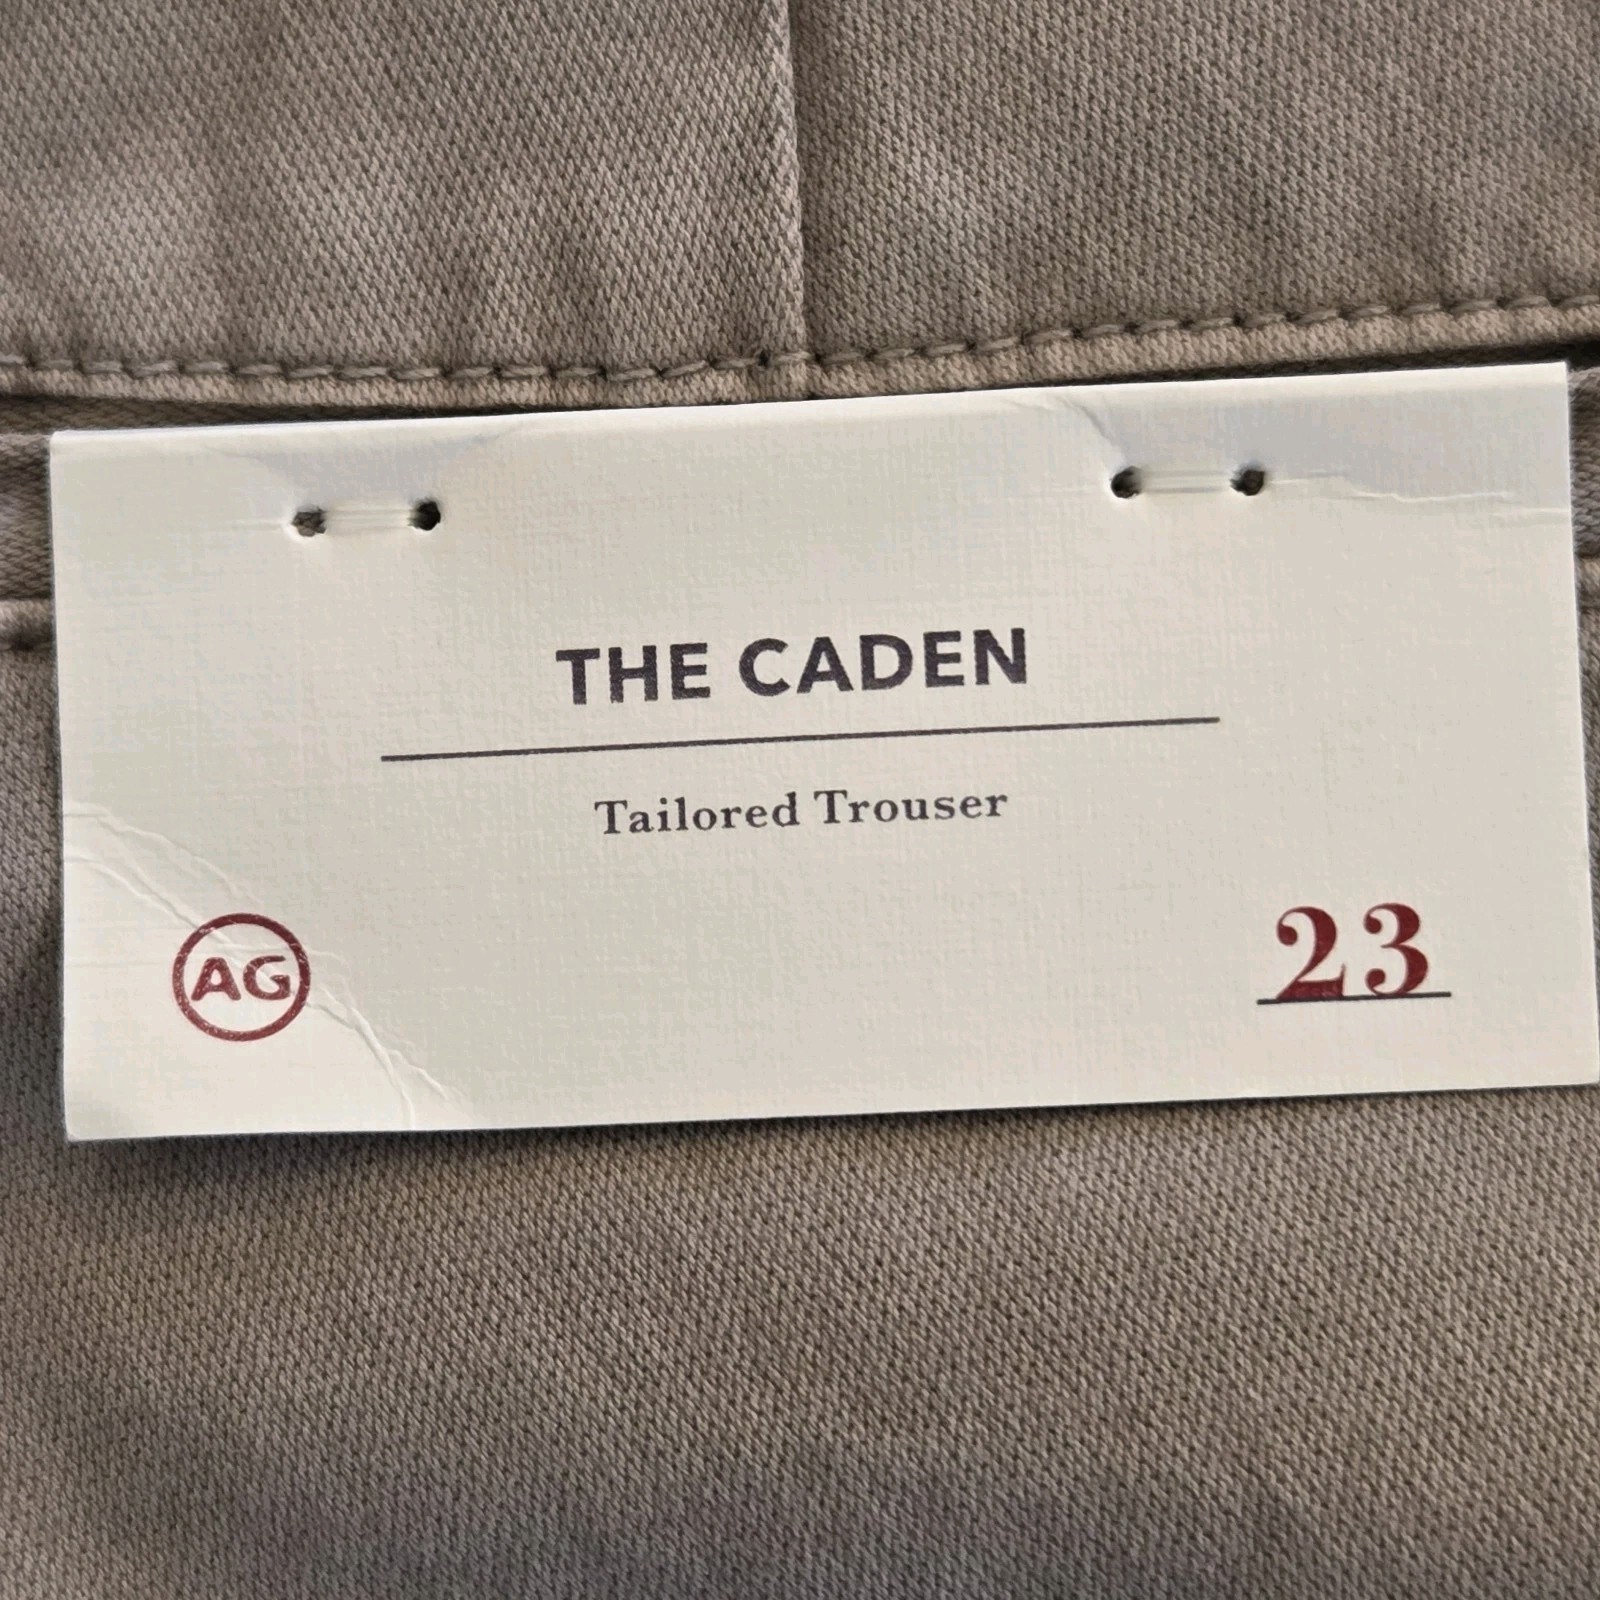 THE CADEN
Tailored Trouser
AG
23